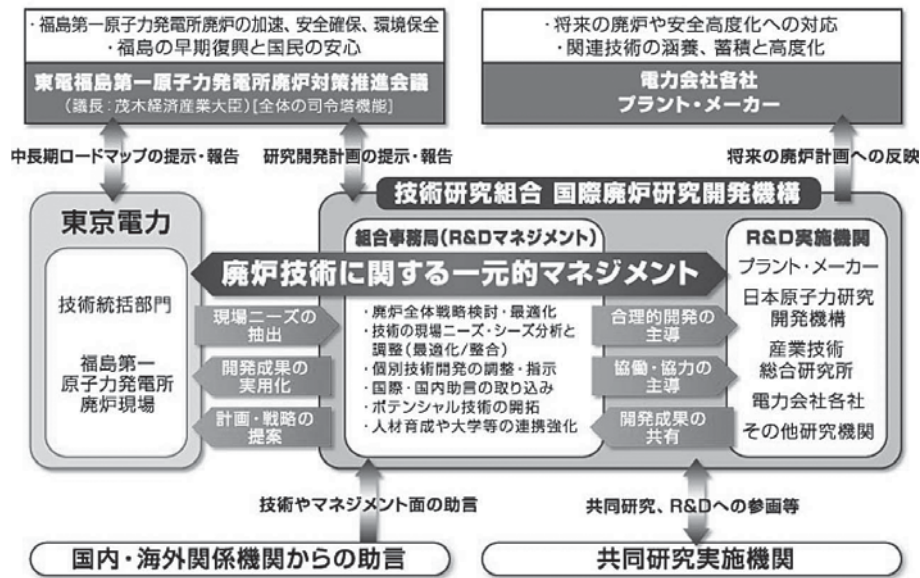 ・福島第一原子力発電所廃炉の加速、安全確保、環境保全
・福島の早期復興と国民の安心
東電福島第一原子力発電所廃炉対策推進会議
(議長:茂木経済産業大臣)[全体の司令塔機能]
・将来の廃炉や安全高度化への対応
・関連技術の涵養、蓄積と高度化
電力会社各社
プラント・メーカー
中長期ロードマップの提示・報告
研究開発計画の提示・報告
将来の廃炉計画への反映
技術研究組合 国際廃炉研究開発機構
東京電力
技術統括部門
福島第一
原子力発電所
廃炉現場
組合事務局(R&Dマネジメント)
廃炉技術に関する一元的マネジメント
現場ニーズの
抽出
開発成果の
実用化
計画・戦略の
提案
・廃炉全体戦略検討・最適化
・技術の現場ニーズ・シーズ分析と
調整(最適化/整合)
・個別技術開発の調整・指示
・国際・国内助言の取り込み
・ポテンシャル技術の開拓
・人材育成や大学等の連携強化
合理的開発の
主導
協働・協力の
主導
開発成果の
共有
R&D実施機関
プラント・メーカー
日本原子力研究
開発機構
産業技術
総合研究所
電力会社各社
その他研究機関
技術やマネジメント面の助言
共同研究、R&Dへの参画等
国内・海外関係機関からの助言
共同研究実施機関